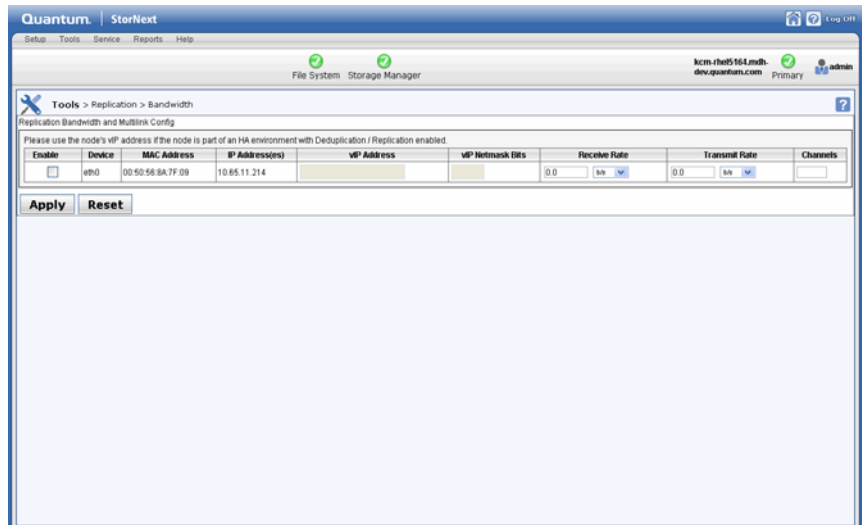 Quantum. StorNext
Log Off
Setup Tools Service Reports Help
File System Storage Manager
kcm-rhel5164.mdh-
dev.quantum.com
Primary
admin
Tools > Replication > Bandwidth
Replication Bandwidth and Multilink Config
Please use the node's vIP address if the node is part of an HA environment with Deduplication / Replication enabled.
Enable Device MAC Address IP Address(es) vIP Address vIP Netmask Bits Receive Rate Transmit Rate Channels
eth0 00:50:56:8A:7F:09 10.65.11.214 0.0 b/s 0.0 b/s
Apply Reset